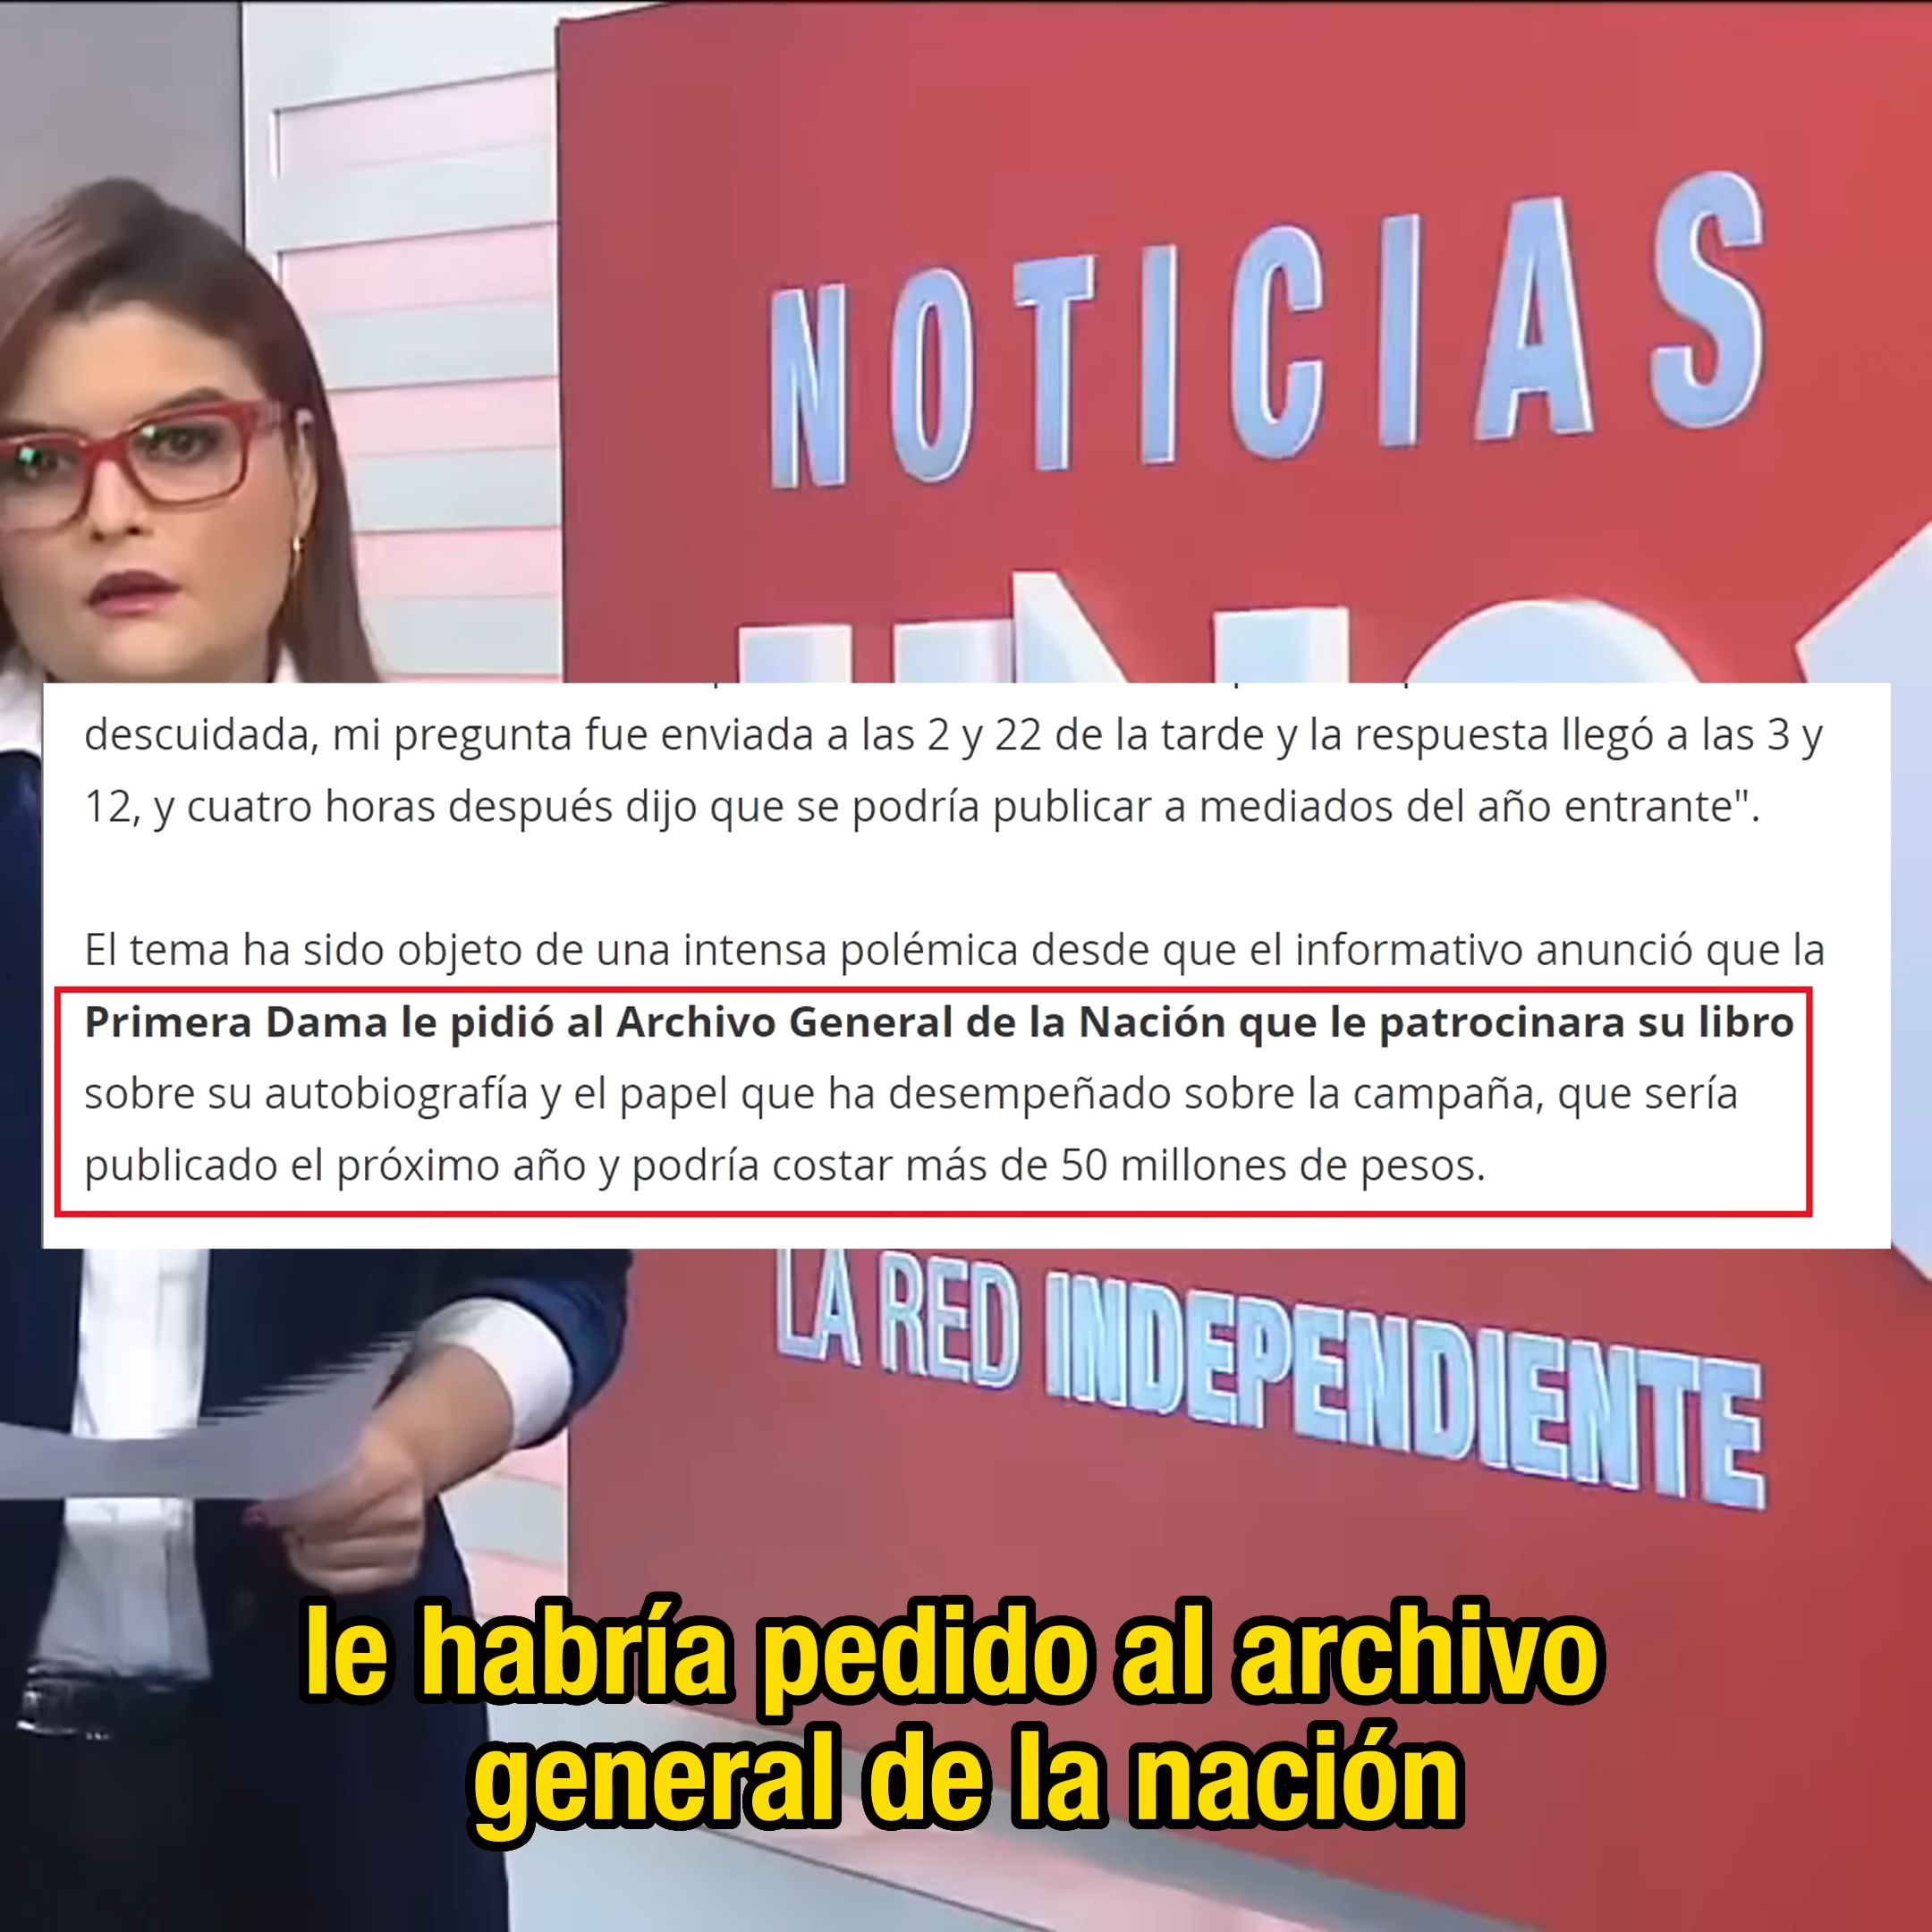 NOTICIAS
UNO
descuidada, mi pregunta fue enviada a las 2 y 22 de la tarde y la respuesta llegó a las 3 y
12, y cuatro horas después dijo que se podría publicar a mediados del año entrante".
El tema ha sido objeto de una intensa polémica desde que el informativo anunció que la
Primera Dama le pidió al Archivo General de la Nación que le patrocinara su libro
sobre su autobiografía y el papel que ha desempeñado sobre la campaña, que sería
publicado el próximo año y podría costar más de 50 millones de pesos.
LA RED INDEPENDIENTE
le habría pedido al archivo
general de la nación